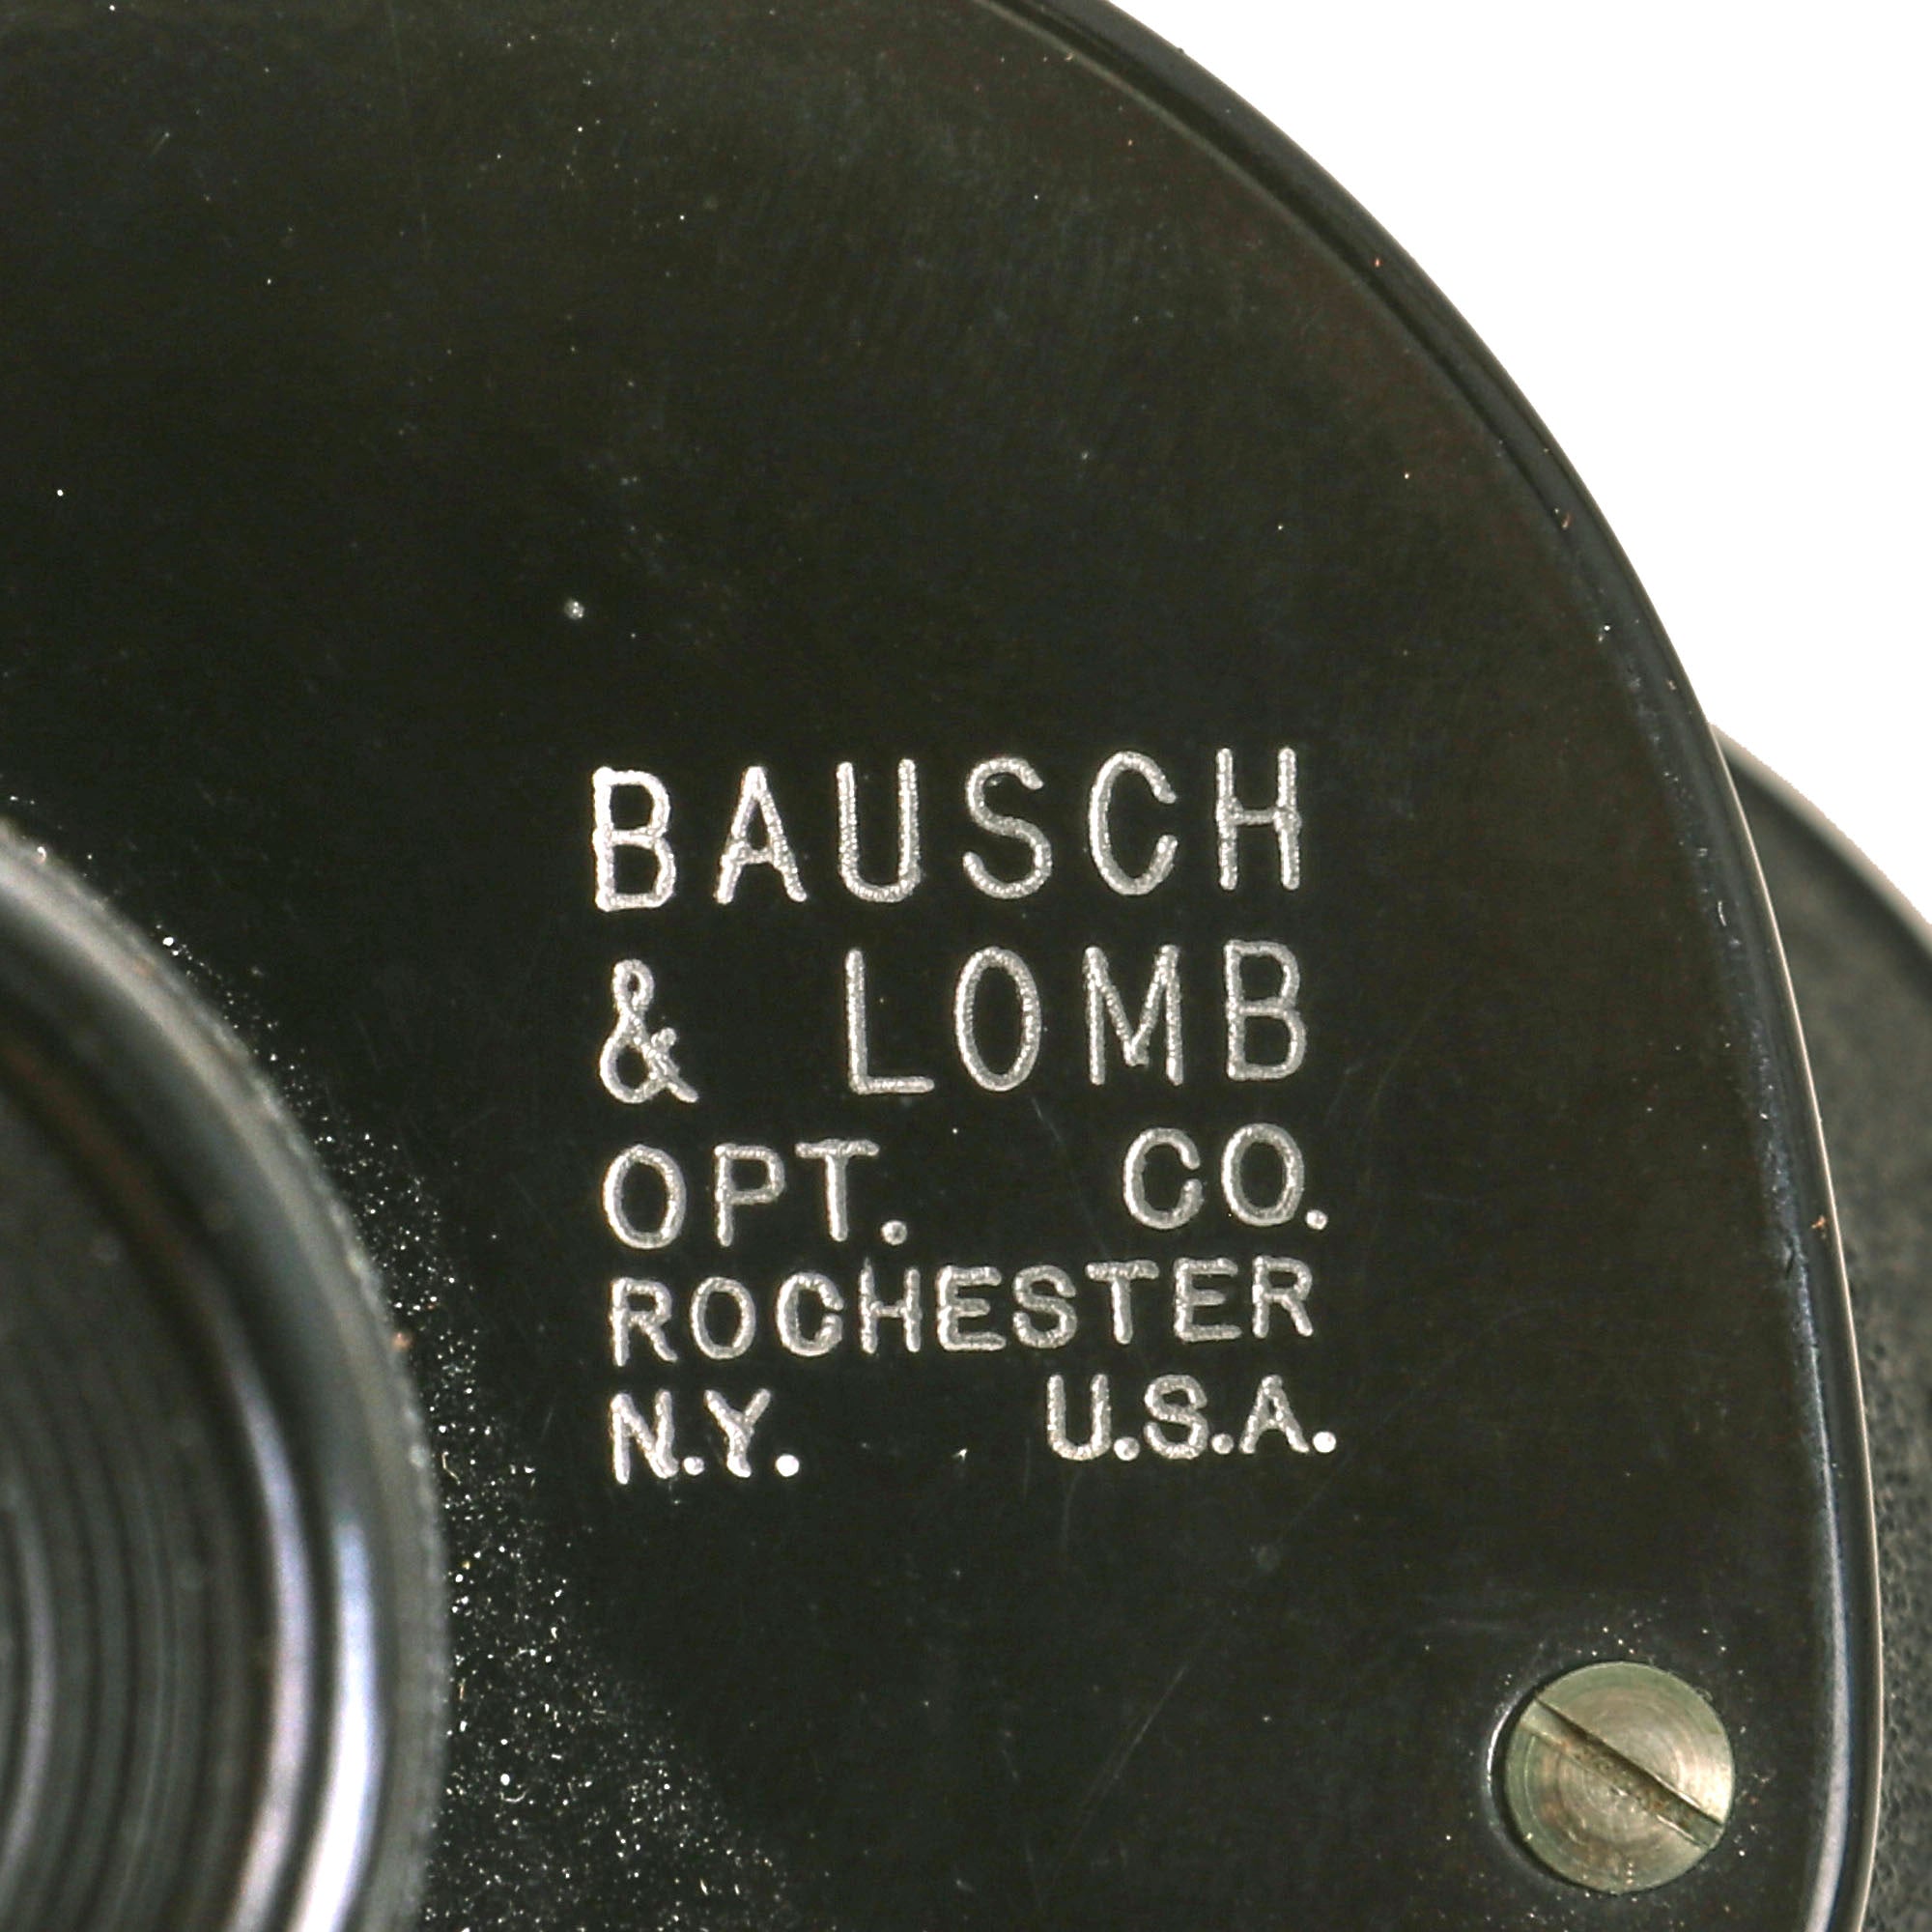 BAUSCH
& LOMB
OPT. CO.
ROCHESTER
N.Y. U.S.A.